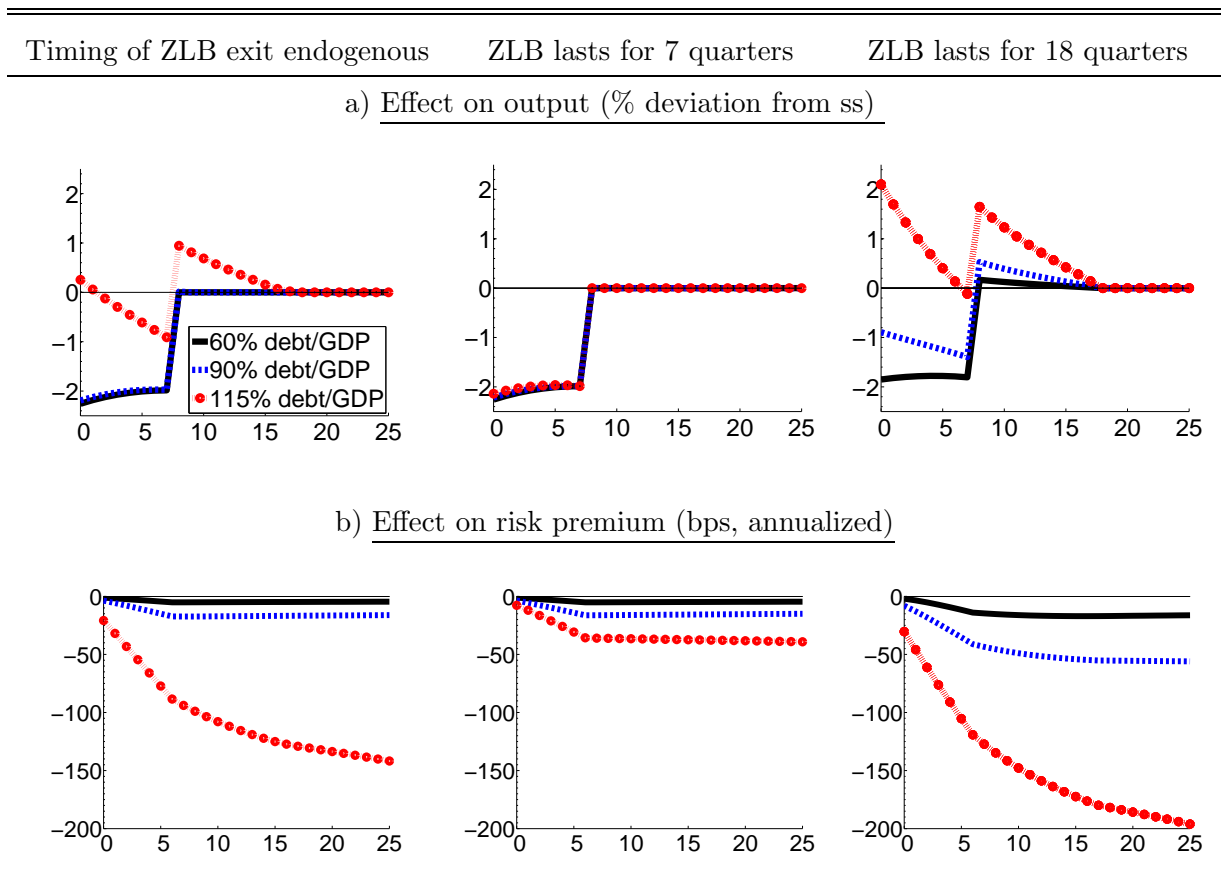 Timing of ZLB exit endogenous ZLB lasts for 7 quarters ZLB lasts for 18 quarters
a) Effect on output (% deviation from ss)
2
1
0
−1
−2
0 5 10 15 20 25
60% debt/GDP
90% debt/GDP
115% debt/GDP
2
1
0
−1
−2
0 5 10 15 20 25
2
1
0
−1
−2
0 5 10 15 20 25
b) Effect on risk premium (bps, annualized)
0
−50
−100
−150
−200
0 5 10 15 20 25
0
−50
−100
−150
−200
0 5 10 15 20 25
0
−50
−100
−150
−200
0 5 10 15 20 25